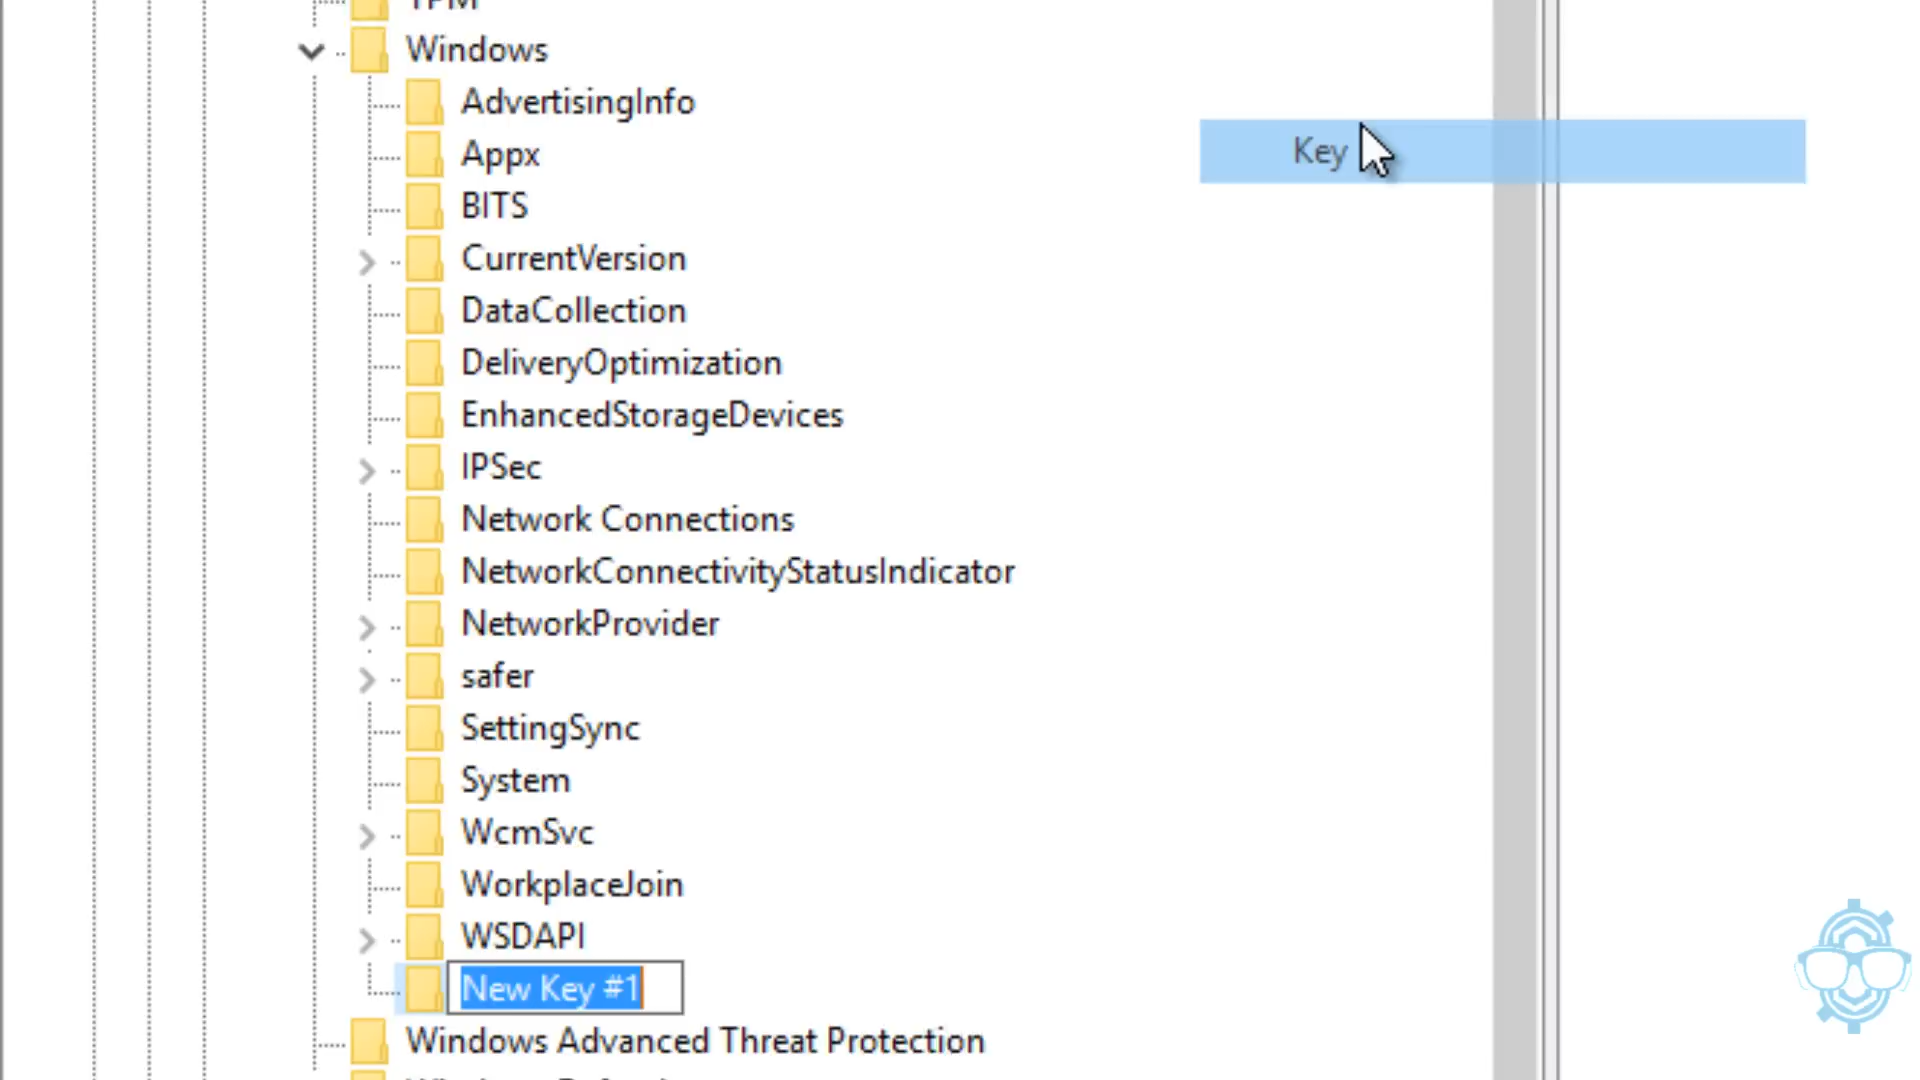 TPM
Windows
AdvertisingInfo
Key
Appx
BITS
CurrentVersion
DataCollection
DeliveryOptimization
EnhancedStorageDevices
IPSec
Network Connections
NetworkConnectivityStatusIndicator
NetworkProvider
safer
SettingSync
System
WcmSvc
WorkplaceJoin
WSDAPI
New Key #1
Windows Advanced Threat Protection